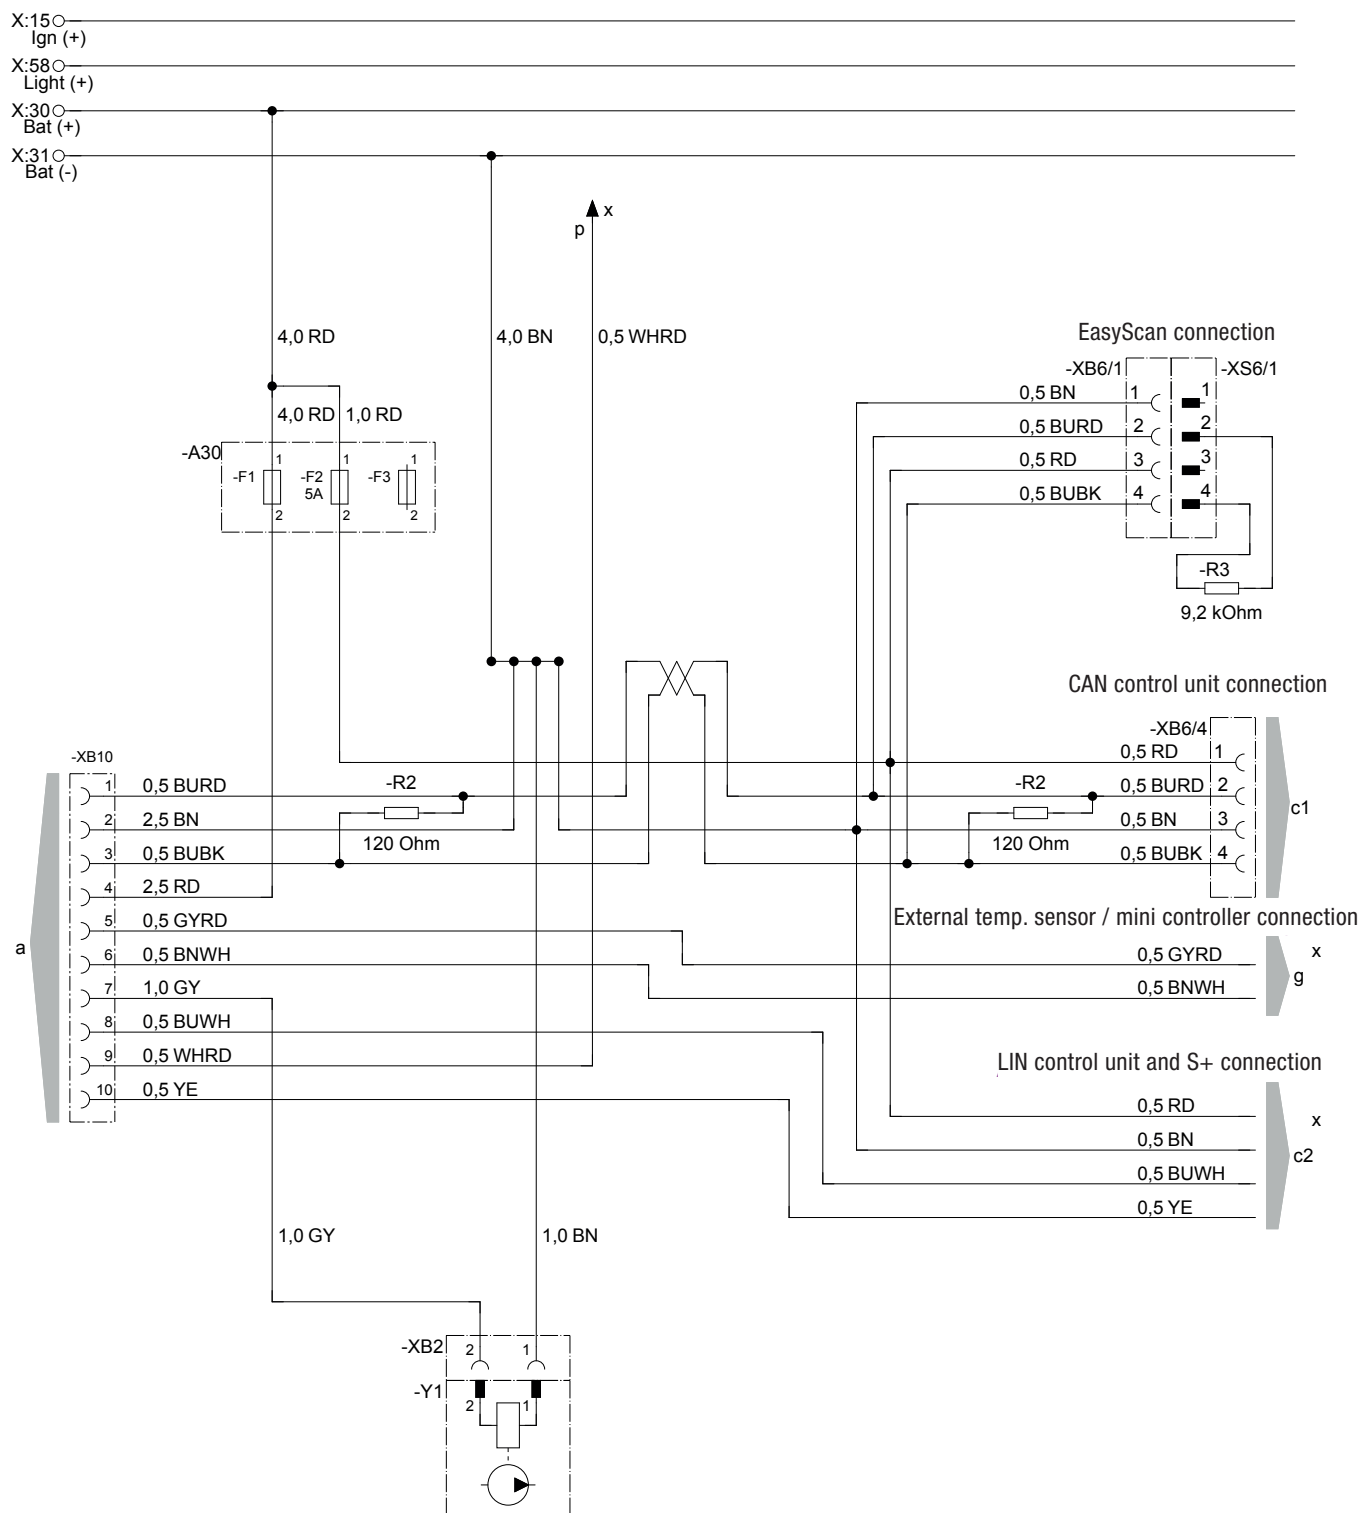 X:15
Ign (+)
X:58
Light (+)
X:30
Bat (+)
X:31
Bat (-)
x
p
4,0 RD
4,0 BN
0,5 WHRD
EasyScan connection
-XB6/1
-XS6/1
0,5 BN 1 1
0,5 BURD 2 2
0,5 RD 3 3
0,5 BUBK 4 4
-R3
9,2 kOhm
4,0 RD
1,0 RD
-A30
-F1 1 2
-F2 5A 1 2
-F3 1 2
CAN control unit connection
-XB6/4
0,5 RD 1
0,5 BURD 2
0,5 BN 3
0,5 BUBK 4
c1
-R2
120 Ohm
-R2
120 Ohm
-XB10
a
1 0,5 BURD
2 2,5 BN
3 0,5 BUBK
4 2,5 RD
5 0,5 GYRD
6 0,5 BNWH
7 1,0 GY
8 0,5 BUWH
9 0,5 WHRD
10 0,5 YE
External temp. sensor / mini controller connection
0,5 GYRD
0,5 BNWH
x
g
LIN control unit and S+ connection
0,5 RD
0,5 BN
0,5 BUWH
0,5 YE
x
c2
1,0 GY
1,0 BN
-XB2 2 1
-Y1
2 1